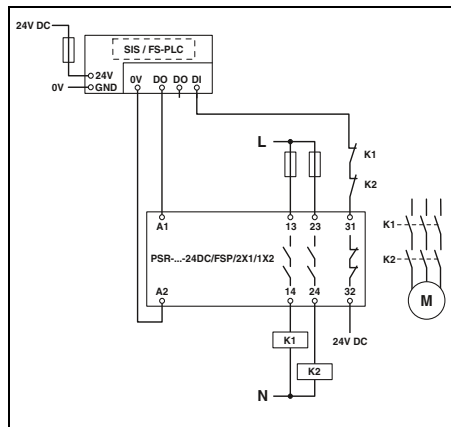 24V DC
SIS / FS-PLC
24V
0V
GND
0V DO DO DI
L
K1
K2
A1 13 23 31
PSR-...-24DC/FSP/2X1/1X2
A2 14 24 32
K1
K2
M
K1
24V DC
K2
N